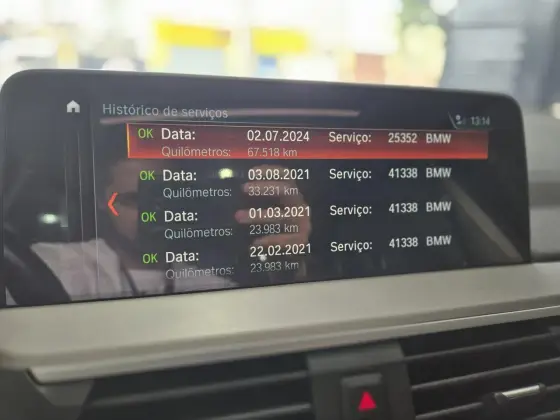 Histórico de serviços
13:14
OK Data: 02.07.2024 Serviço: 25352 BMW
Quilômetros: 67.518 km
OK Data: 03.08.2021 Serviço: 41338 BMW
Quilômetros: 33.231 km
OK Data: 01.03.2021 Serviço: 41338 BMW
Quilômetros: 23.983 km
OK Data: 22.02.2021 Serviço: 41338 BMW
Quilômetros: 23.983 km